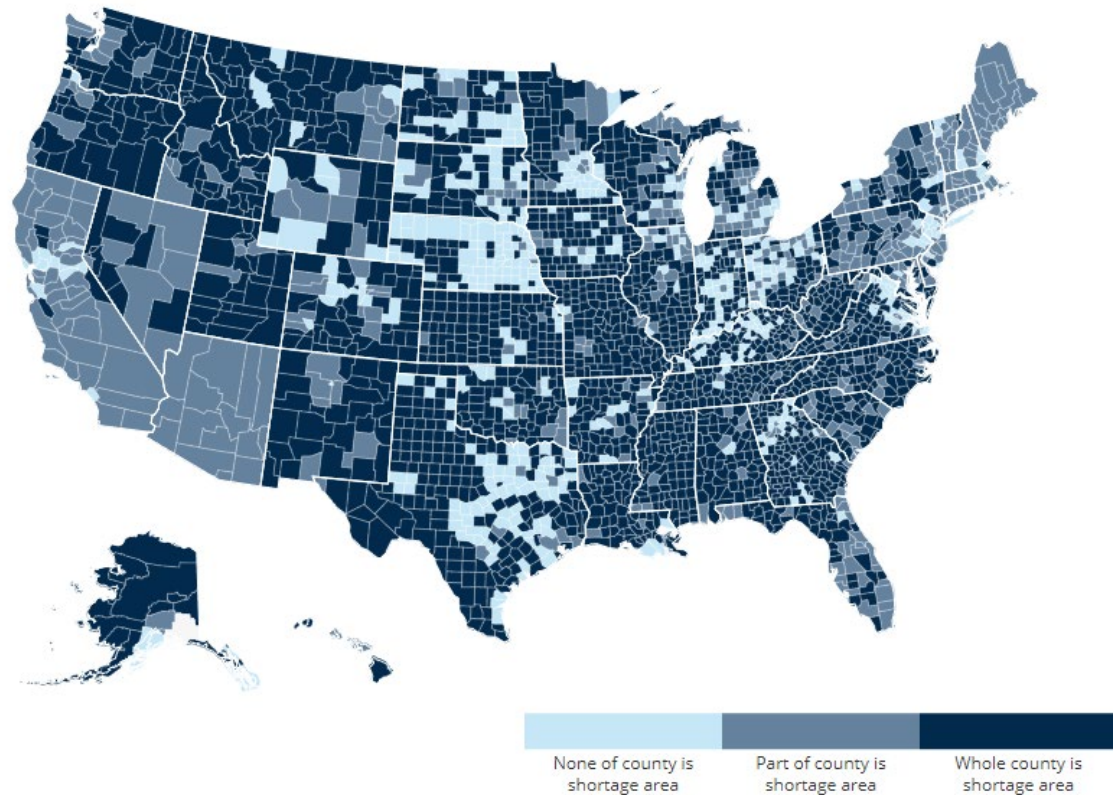 None of county is
shortage area
Part of county is
shortage area
Whole county is
shortage area